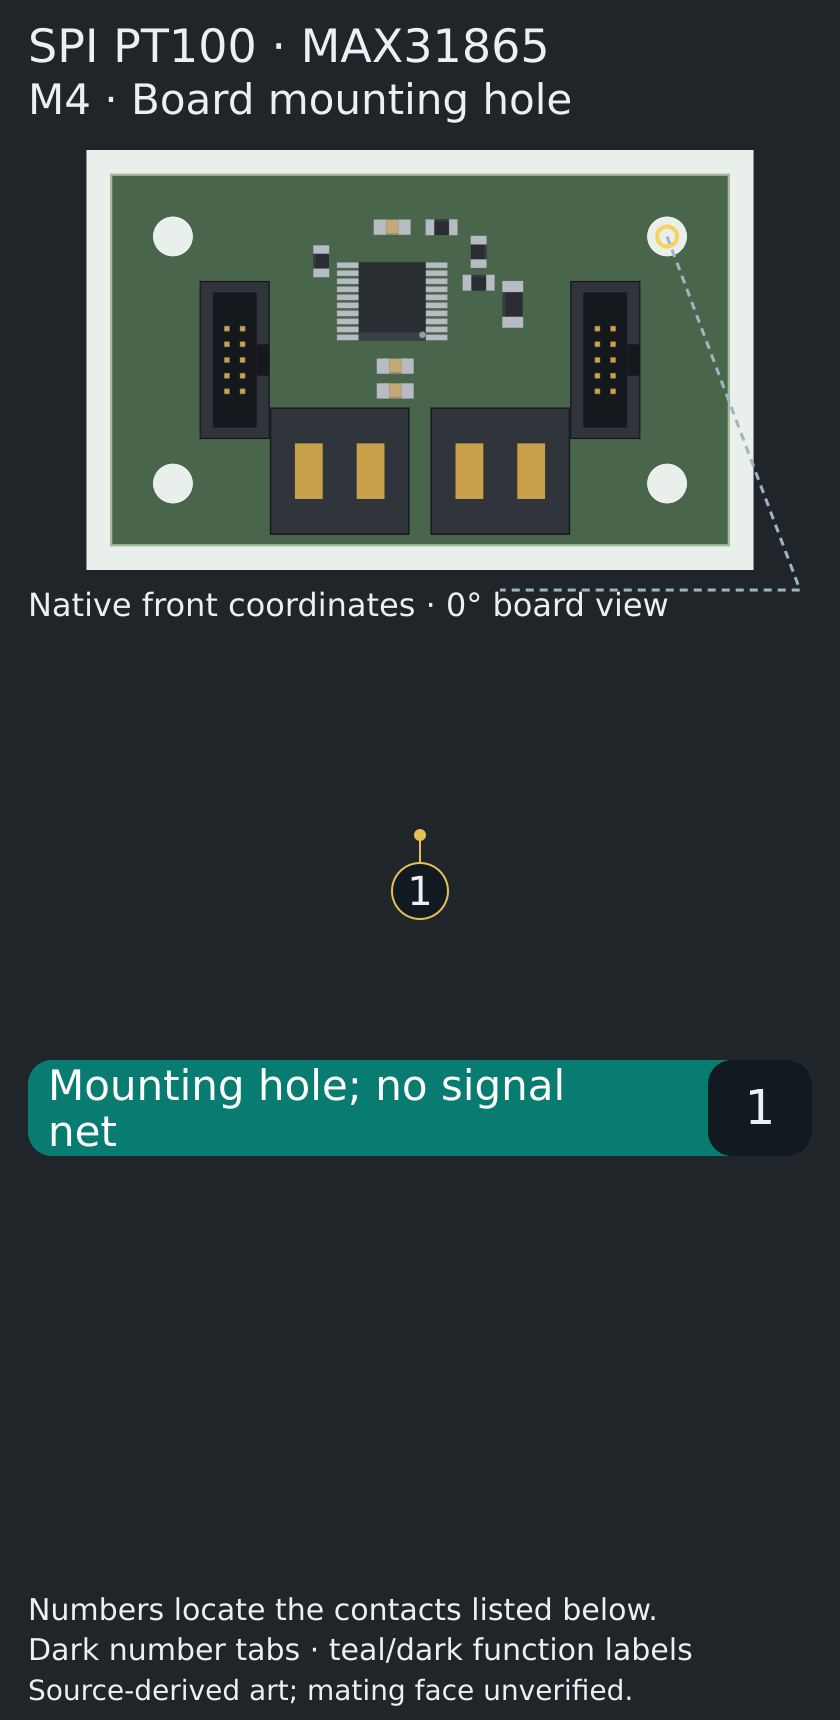 SPI PT100 · MAX31865
M4 · Board mounting hole
Native front coordinates · 0° board view
1
Mounting hole; no signal
net
1
Numbers locate the contacts listed below.
Dark number tabs · teal/dark function labels
Source-derived art; mating face unverified.